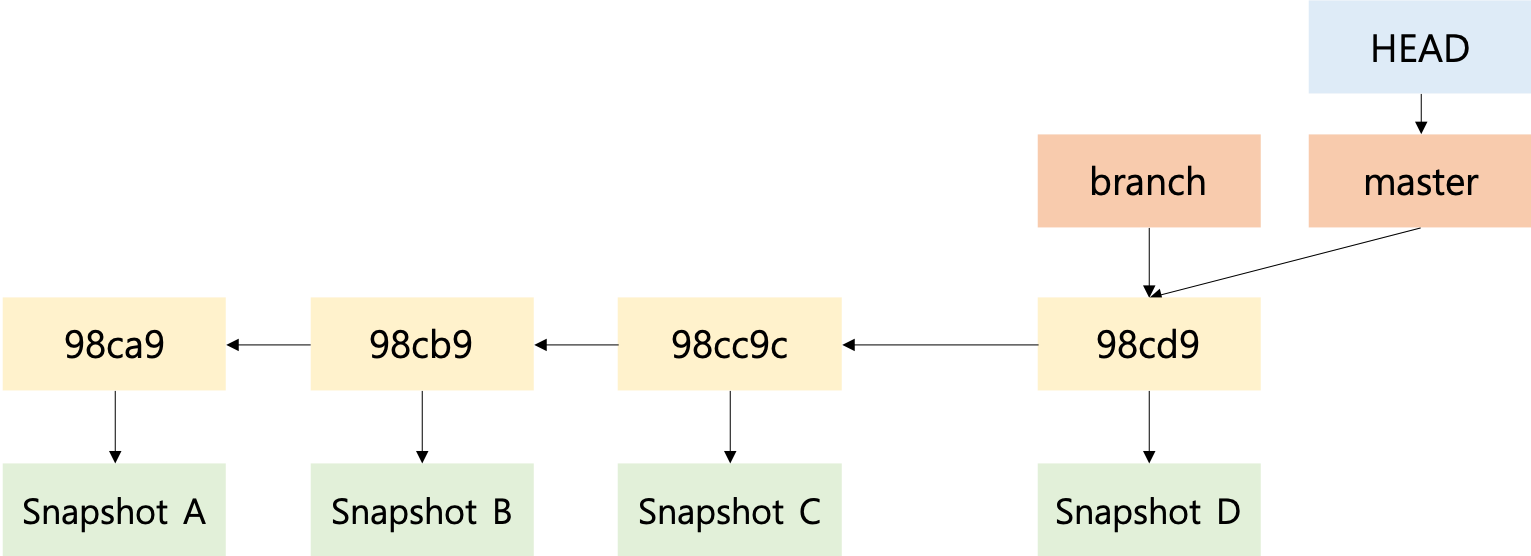 HEAD
branch
master
98ca9
98cb9
98cc9c
98cd9
Snapshot A
Snapshot B
Snapshot C
Snapshot D